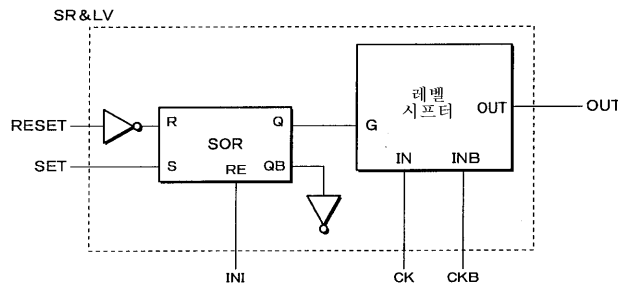 SR&LV
레벨
시프터
RESET
R
Q
G
OUT
OUT
SOR
SET
S
RE
QB
IN
INB
INI
CK
CKB